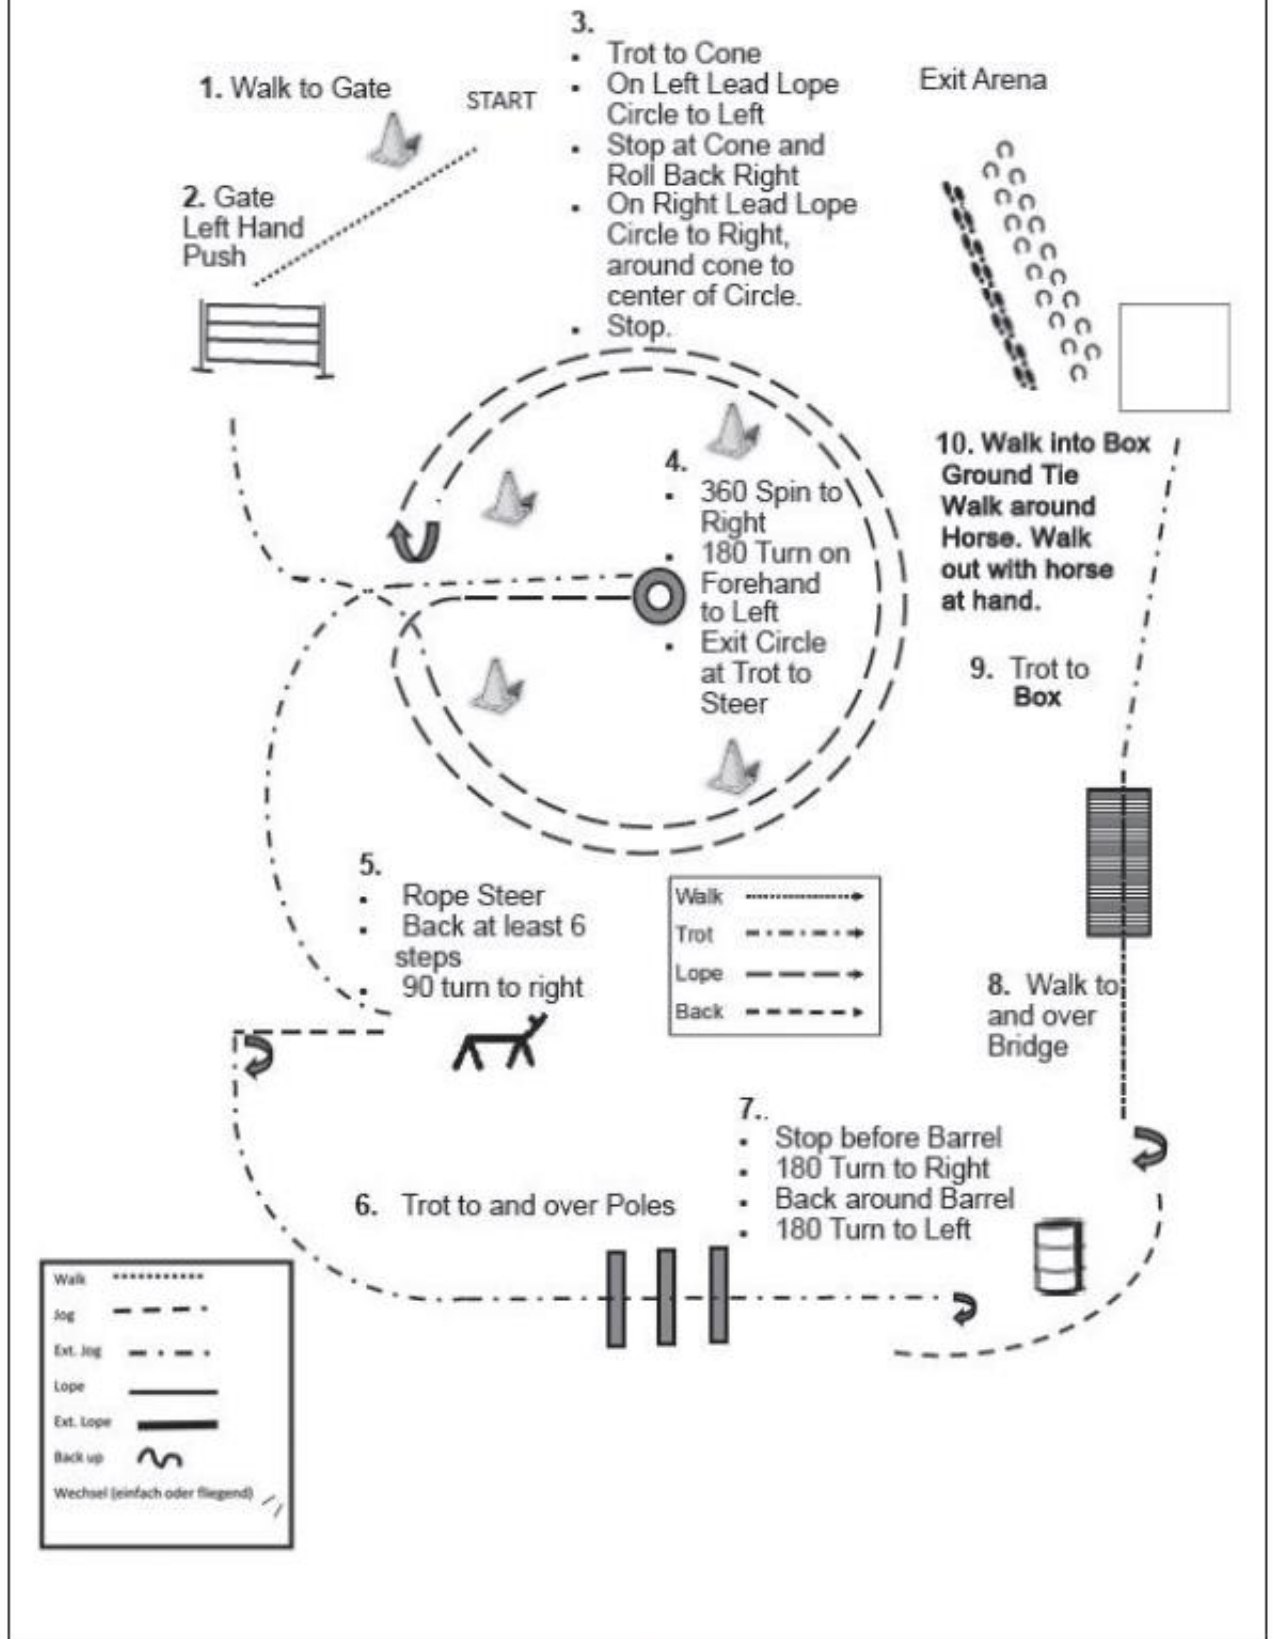 1. Walk to Gate
START
2. Gate
Left Hand
Push
3.
• Trot to Cone
• On Left Lead Lope
Circle to Left
• Stop at Cone and
Roll Back Right
• On Right Lead Lope
Circle to Right,
around cone to
center of Circle.
• Stop.
Exit Arena
4.
• 360 Spin to
Right
• 180 Turn on
Forehand
to Left
• Exit Circle
at Trot to
Steer
10. Walk into Box
Ground Tie
Walk around
Horse. Walk
out with horse
at hand.
9. Trot to
Box
5.
• Rope Steer
• Back at least 6
steps
• 90 turn to right
Walk
Trot
Lope
Back
8. Walk to
and over
Bridge
7..
• Stop before Barrel
• 180 Turn to Right
• Back around Barrel
• 180 Turn to Left
6. Trot to and over Poles
Walk
Jog
Ext. Jog
Lope
Ext. Lope
Back up
Wechsel (einfach oder fliegend)